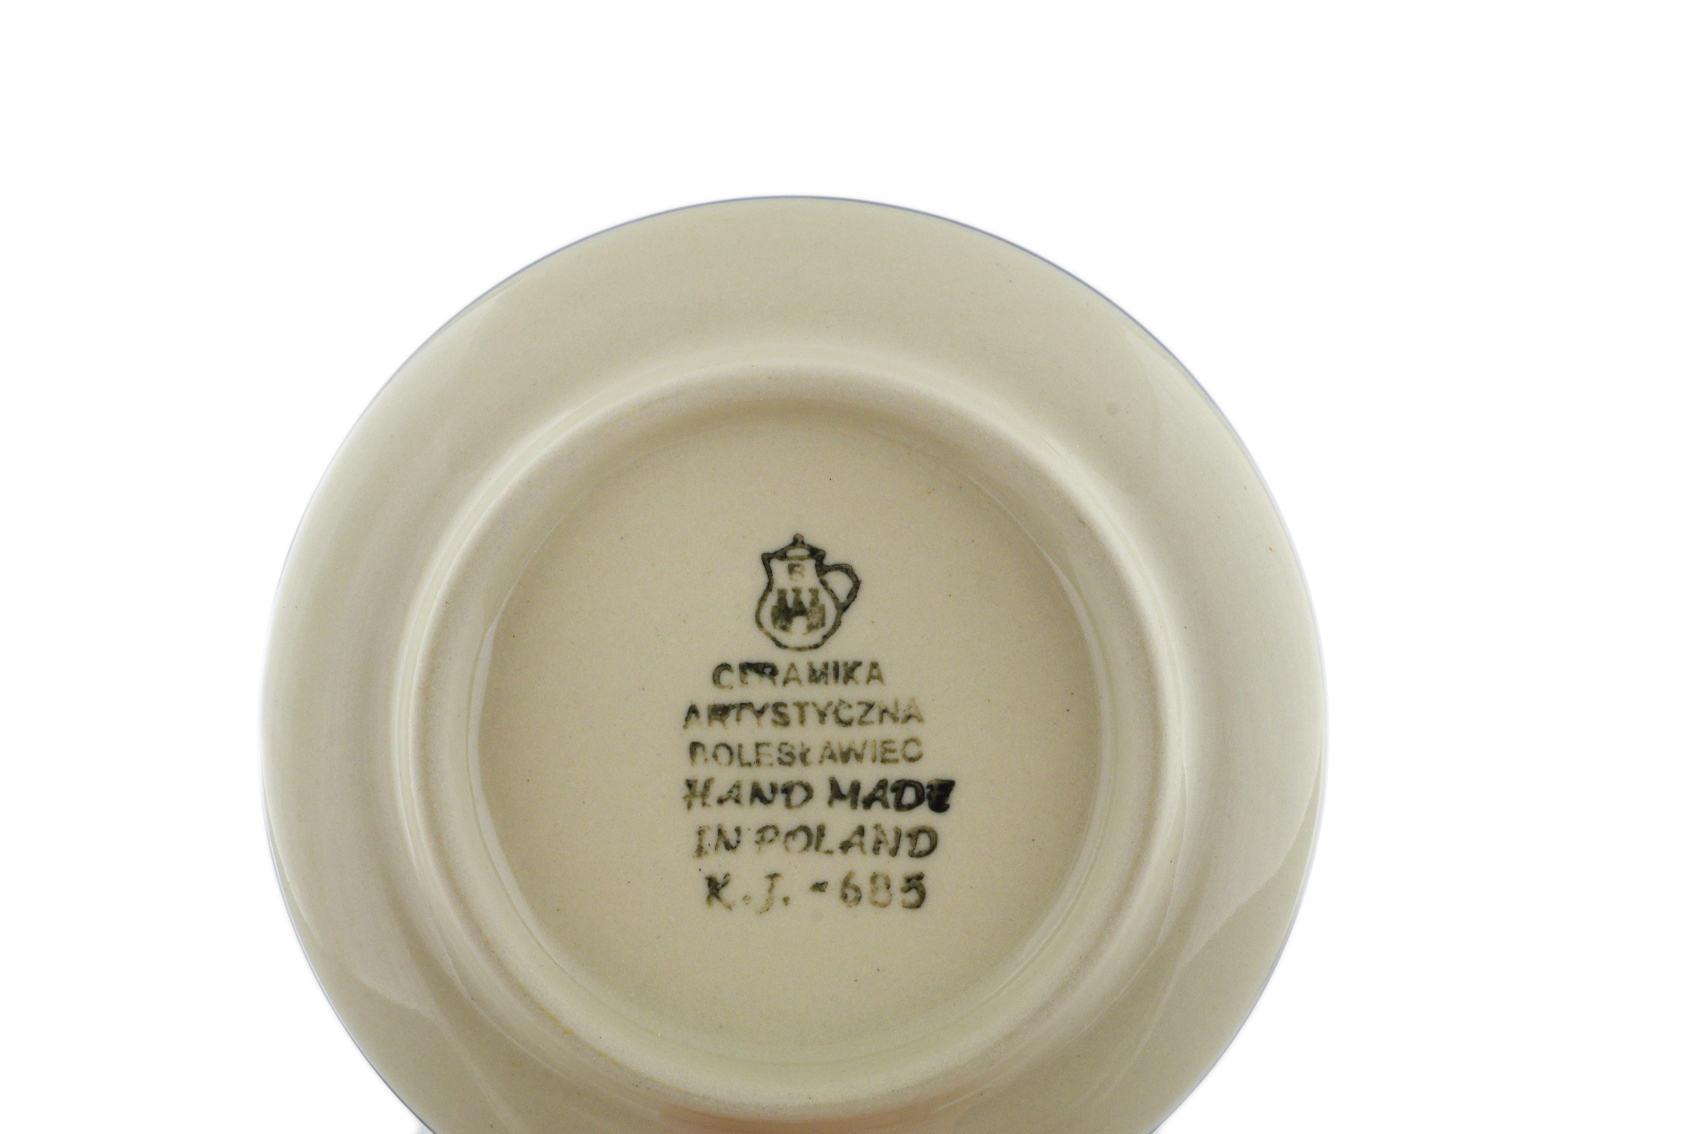 B
CERAMIKA
ARTYSTYCZNA
BOLESŁAWIEC
HAND MADE
IN POLAND
K.J. -685